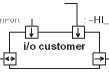 ~HI_
i/o customer